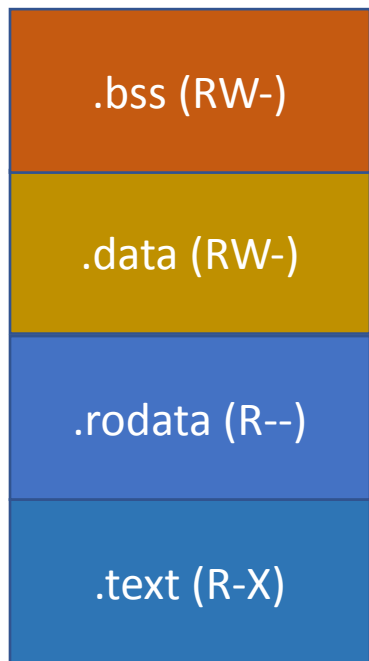 .bss (RW-)
.data (RW-)
.rodata (R--)
.text (R-X)